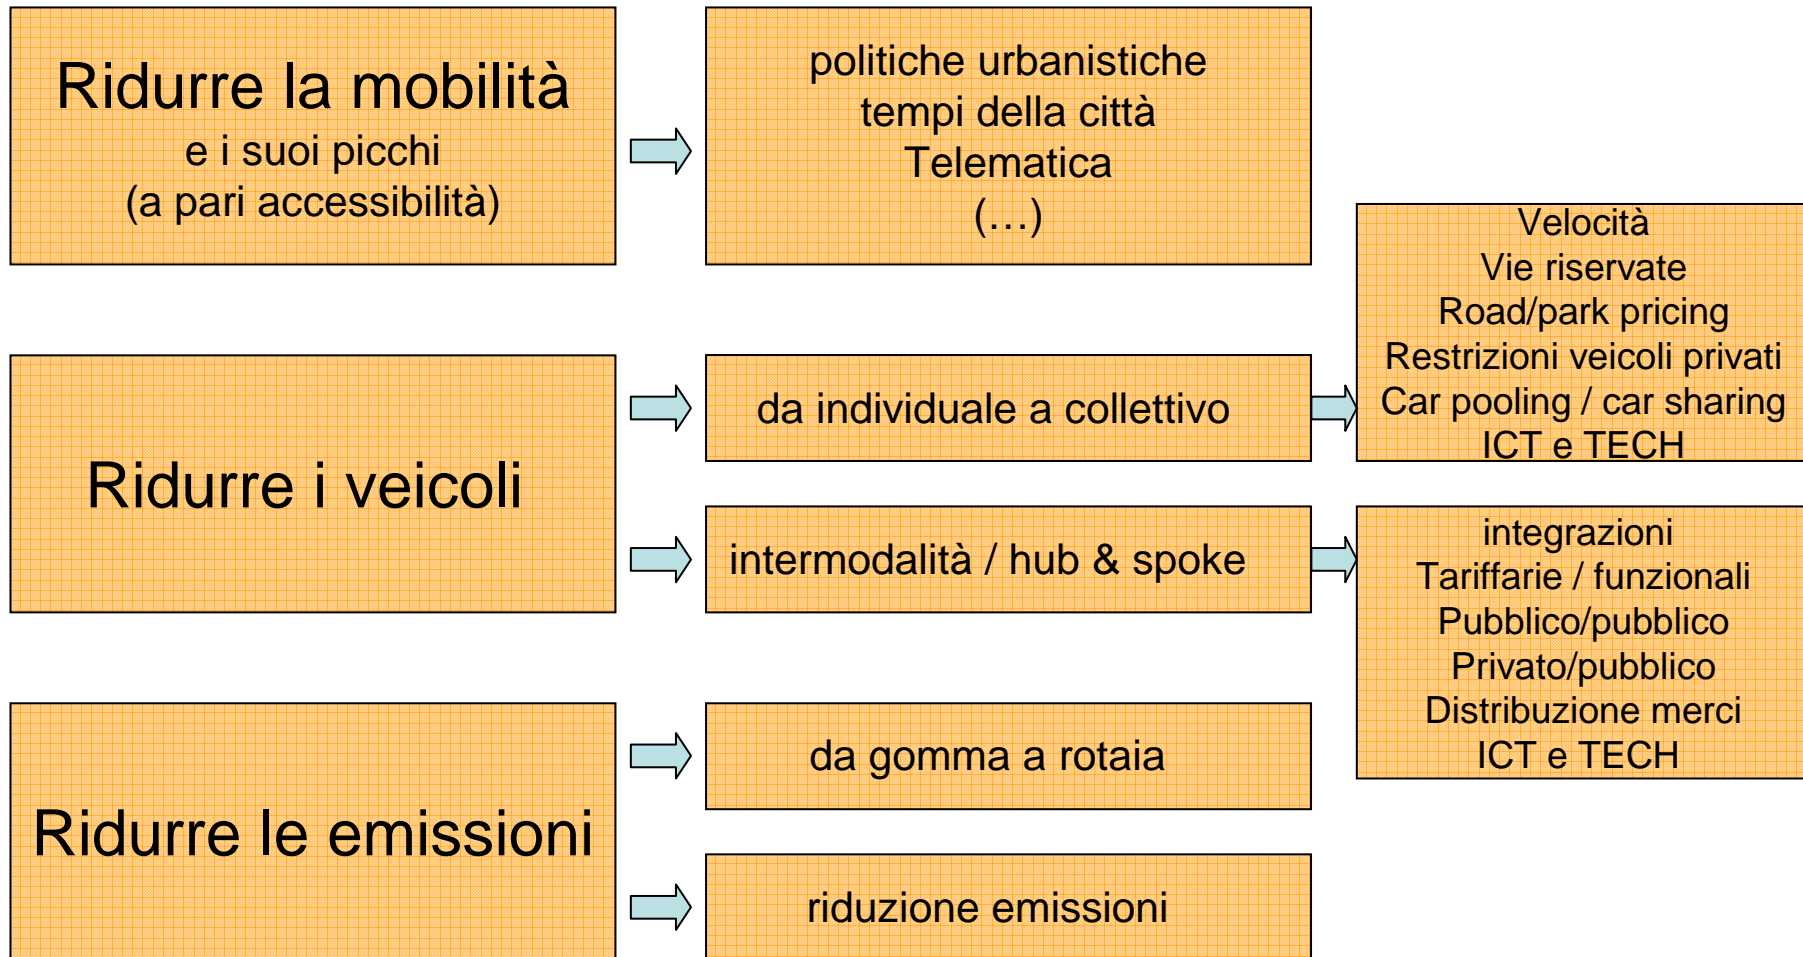 Ridurre la mobilità
e i suoi picchi
(a pari accessibilità)
politiche urbanistiche
tempi della città
Telematica
(…)
Ridurre i veicoli
da individuale a collettivo
Velocità
Vie riservate
Road/park pricing
Restrizioni veicoli privati
Car pooling / car sharing
ICT e TECH
intermodalità / hub & spoke
integrazioni
Tariffarie / funzionali
Pubblico/pubblico
Privato/pubblico
Distribuzione merci
ICT e TECH
Ridurre le emissioni
da gomma a rotaia
riduzione emissioni